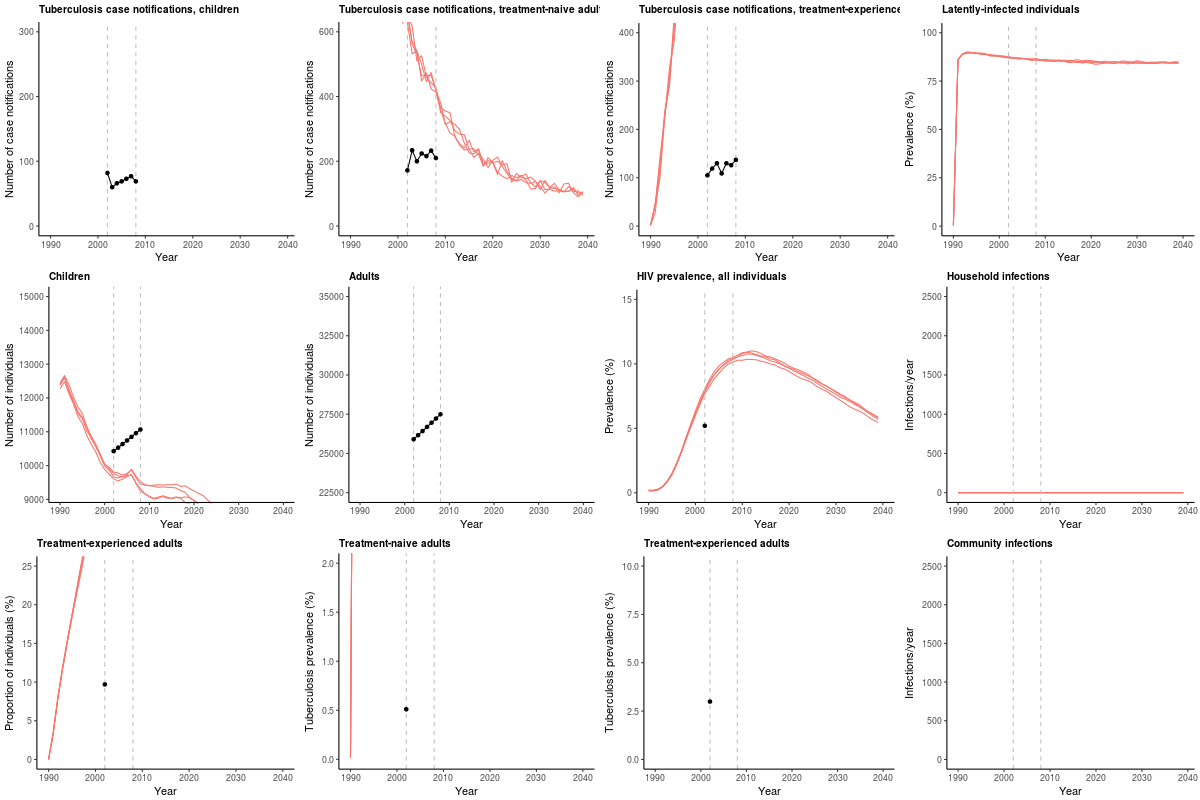 Tuberculosis case notifications, children
Number of case notifications
300
200
100
0
1990 2000 2010 2020 2030 2040
Year
Tuberculosis case notifications, treatment-naive adul
Number of case notifications
600
400
200
0
1990 2000 2010 2020 2030 2040
Year
Tuberculosis case notifications, treatment-experience
Number of case notifications
400
300
200
100
0
1990 2000 2010 2020 2030 2040
Year
Latently-infected individuals
Prevalence (%)
100
75
50
25
0
1990 2000 2010 2020 2030 2040
Year
Children
Number of individuals
15000
14000
13000
12000
11000
10000
9000
1990 2000 2010 2020 2030 2040
Year
Adults
Number of individuals
35000
32500
30000
27500
25000
22500
1990 2000 2010 2020 2030 2040
Year
HIV prevalence, all individuals
Prevalence (%)
15
10
5
0
1990 2000 2010 2020 2030 2040
Year
Household infections
Infections/year
2500
2000
1500
1000
500
0
1990 2000 2010 2020 2030 2040
Year
Treatment-experienced adults
Proportion of individuals (%)
25
20
15
10
5
0
1990 2000 2010 2020 2030 2040
Year
Treatment-naive adults
Tuberculosis prevalence (%)
2.0
1.5
1.0
0.5
0.0
1990 2000 2010 2020 2030 2040
Year
Treatment-experienced adults
Tuberculosis prevalence (%)
10.0
7.5
5.0
2.5
0.0
1990 2000 2010 2020 2030 2040
Year
Community infections
Infections/year
2500
2000
1500
1000
500
0
1990 2000 2010 2020 2030 2040
Year